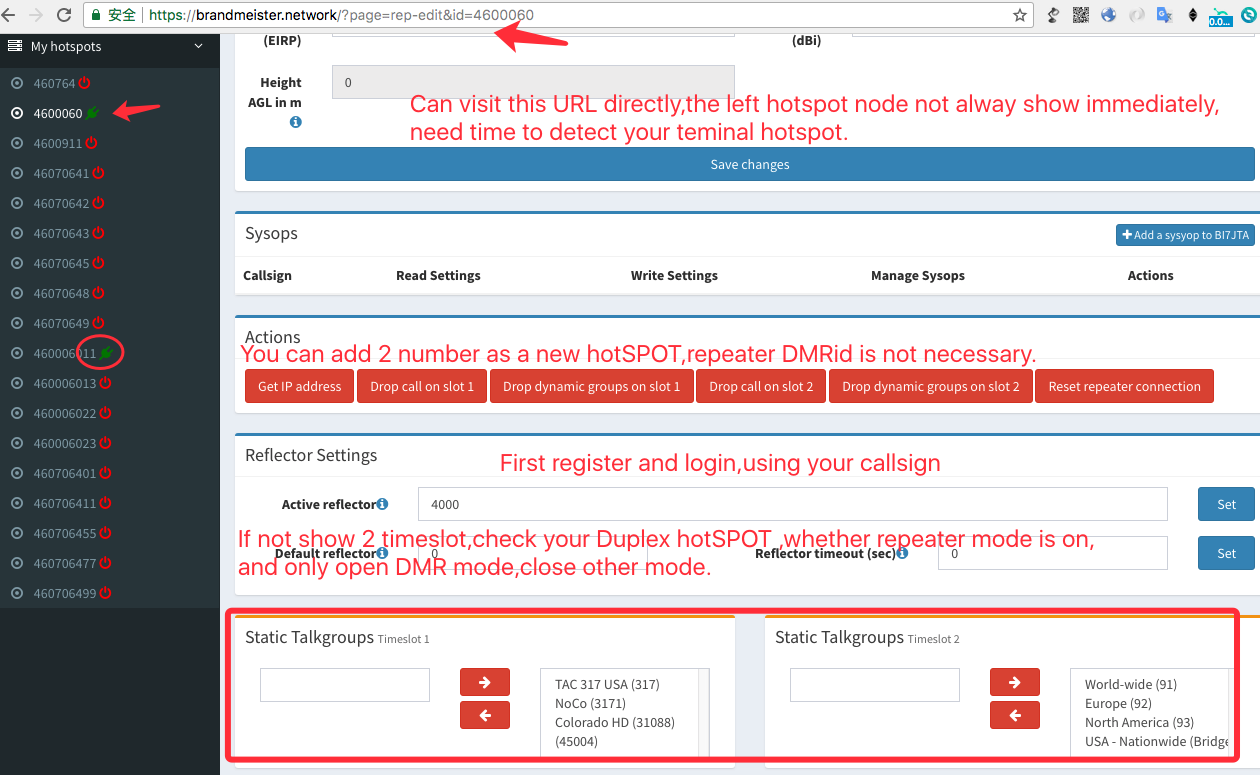 安全 https://brandmeister.network/?page=rep-edit&id=4600060
0.0...
My hotspots
460764
4600060
4600911
46070641
46070642
46070643
46070645
46070648
46070649
460006011
460006013
460006022
460006023
460706401
460706411
460706455
460706477
460706499
(EIRP)
(dBi)
Height
AGL in m
0
Can visit this URL directly,the left hotspot node not alway show immediately,
need time to detect your teminal hotspot.
Save changes
Sysops
Add a sysyop to BI7JTA
Callsign Read Settings Write Settings Manage Sysops Actions
Actions
You can add 2 number as a new hotSPOT,repeater DMRid is not necessary.
Get IP address Drop call on slot 1 Drop dynamic groups on slot 1 Drop call on slot 2 Drop dynamic groups on slot 2 Reset repeater connection
Reflector Settings
First register and login,using your callsign
Active reflector 4000 Set
If not show 2 timeslot,check your Duplex hotSPOT ,whether repeater mode is on,
Default reflector 0 Reflector timeout (sec) 0 Set
and only open DMR mode,close other mode.
Static Talkgroups Timeslot 1
TAC 317 USA (317)
NoCo (3171)
Colorado HD (31088)
(45004)
Static Talkgroups Timeslot 2
World-wide (91)
Europe (92)
North America (93)
USA - Nationwide (Bridge